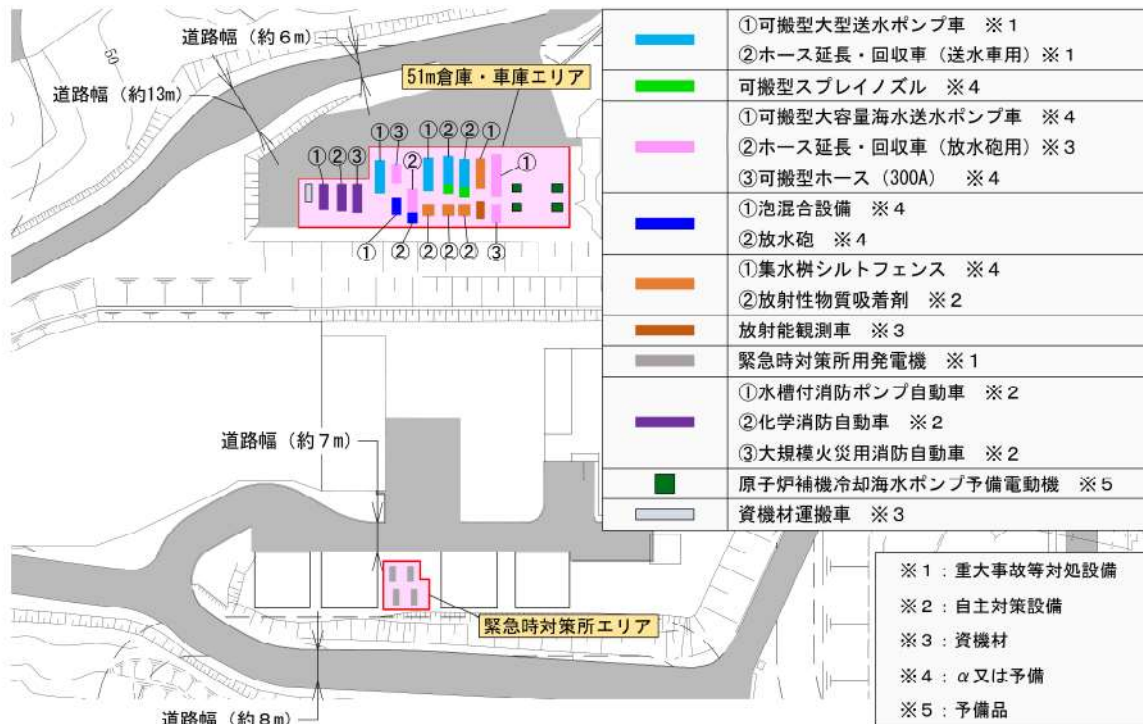 道路幅（約６ｍ）
道路幅（約13ｍ）
50
51m倉庫・車庫エリア
① ③ ① ② ② ①
① ② ③
②
①
① ② ② ② ② ③
道路幅（約７ｍ）
緊急時対策所エリア
道路幅（約８ｍ）
①可搬型大型送水ポンプ車　※１
②ホース延長・回収車（送水車用）※１
可搬型スプレイノズル　※４
①可搬型大容量海水送水ポンプ車　※４
②ホース延長・回収車（放水砲用）※３
③可搬型ホース（300A）　※４
①泡混合設備　※４
②放水砲　※４
①集水桝シルトフェンス　※４
②放射性物質吸着剤　※２
放射能観測車　※３
緊急時対策所用発電機　※１
①水槽付消防ポンプ自動車　※２
②化学消防自動車　※２
③大規模火災用消防自動車　※２
原子炉補機冷却海水ポンプ予備電動機　※５
資機材運搬車　※３
※１：重大事故等対処設備
※２：自主対策設備
※３：資機材
※４：α又は予備
※５：予備品